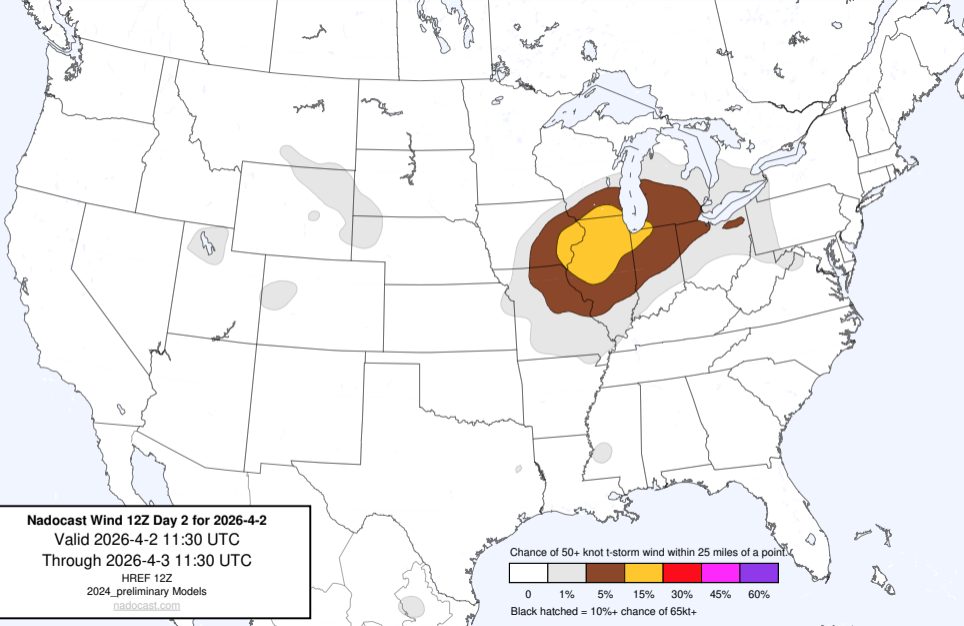 Nadocast Wind 12Z Day 2 for 2026-4-2
Valid 2026-4-2 11:30 UTC
Through 2026-4-3 11:30 UTC
HREF 12Z
2024_preliminary Models
nadocast.com
Chance of 50+ knot t-storm wind within 25 miles of a point.
0 1% 5% 15% 30% 45% 60%
Black hatched = 10%+ chance of 65kt+